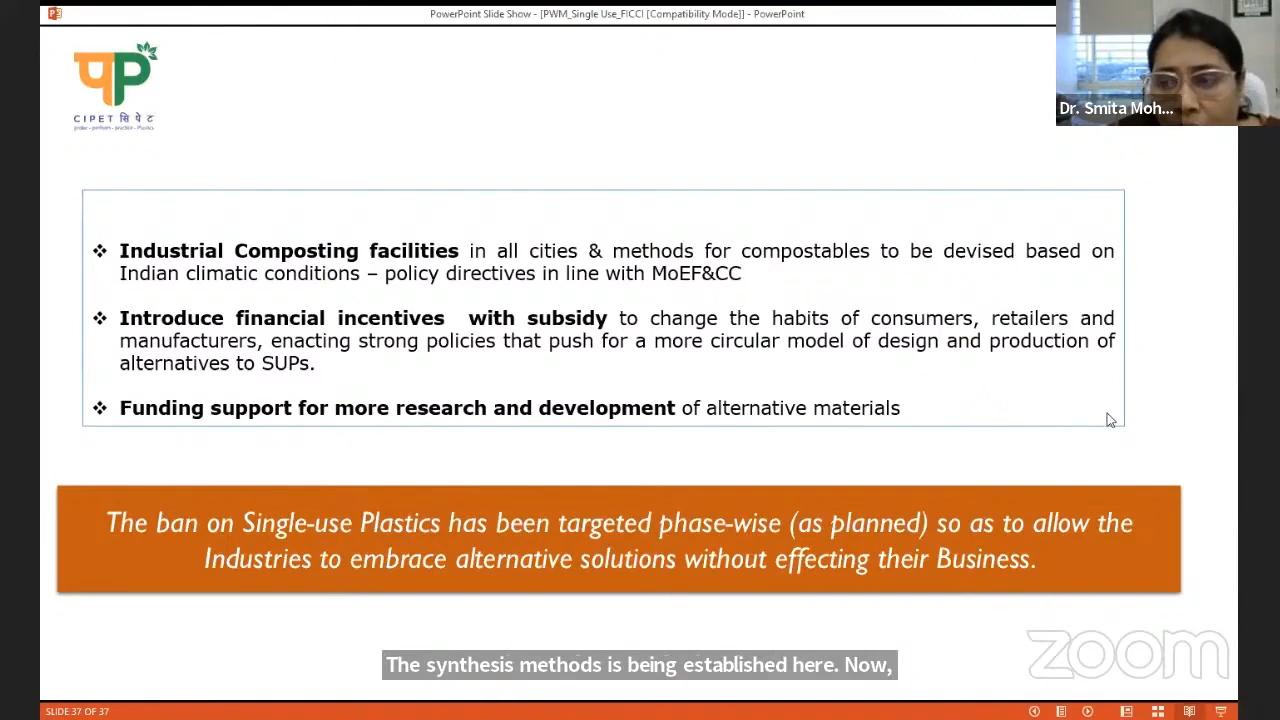 PowerPoint Slide Show - [PWM_Single Use_FICCI [Compatibility Mode]] - PowerPoint
Dr. Smita Moh...
पP
CIPET सिपेट
❖ Industrial Composting facilities in all cities & methods for compostables to be devised based on
Indian climatic conditions – policy directives in line with MoEF&CC
❖ Introduce financial incentives with subsidy to change the habits of consumers, retailers and
manufacturers, enacting strong policies that push for a more circular model of design and production of
alternatives to SUPs.
❖ Funding support for more research and development of alternative materials
The ban on Single-use Plastics has been targeted phase-wise (as planned) so as to allow the
Industries to embrace alternative solutions without effecting their Business.
The synthesis methods is being established here. Now,
zoom
SLIDE 37 OF 37